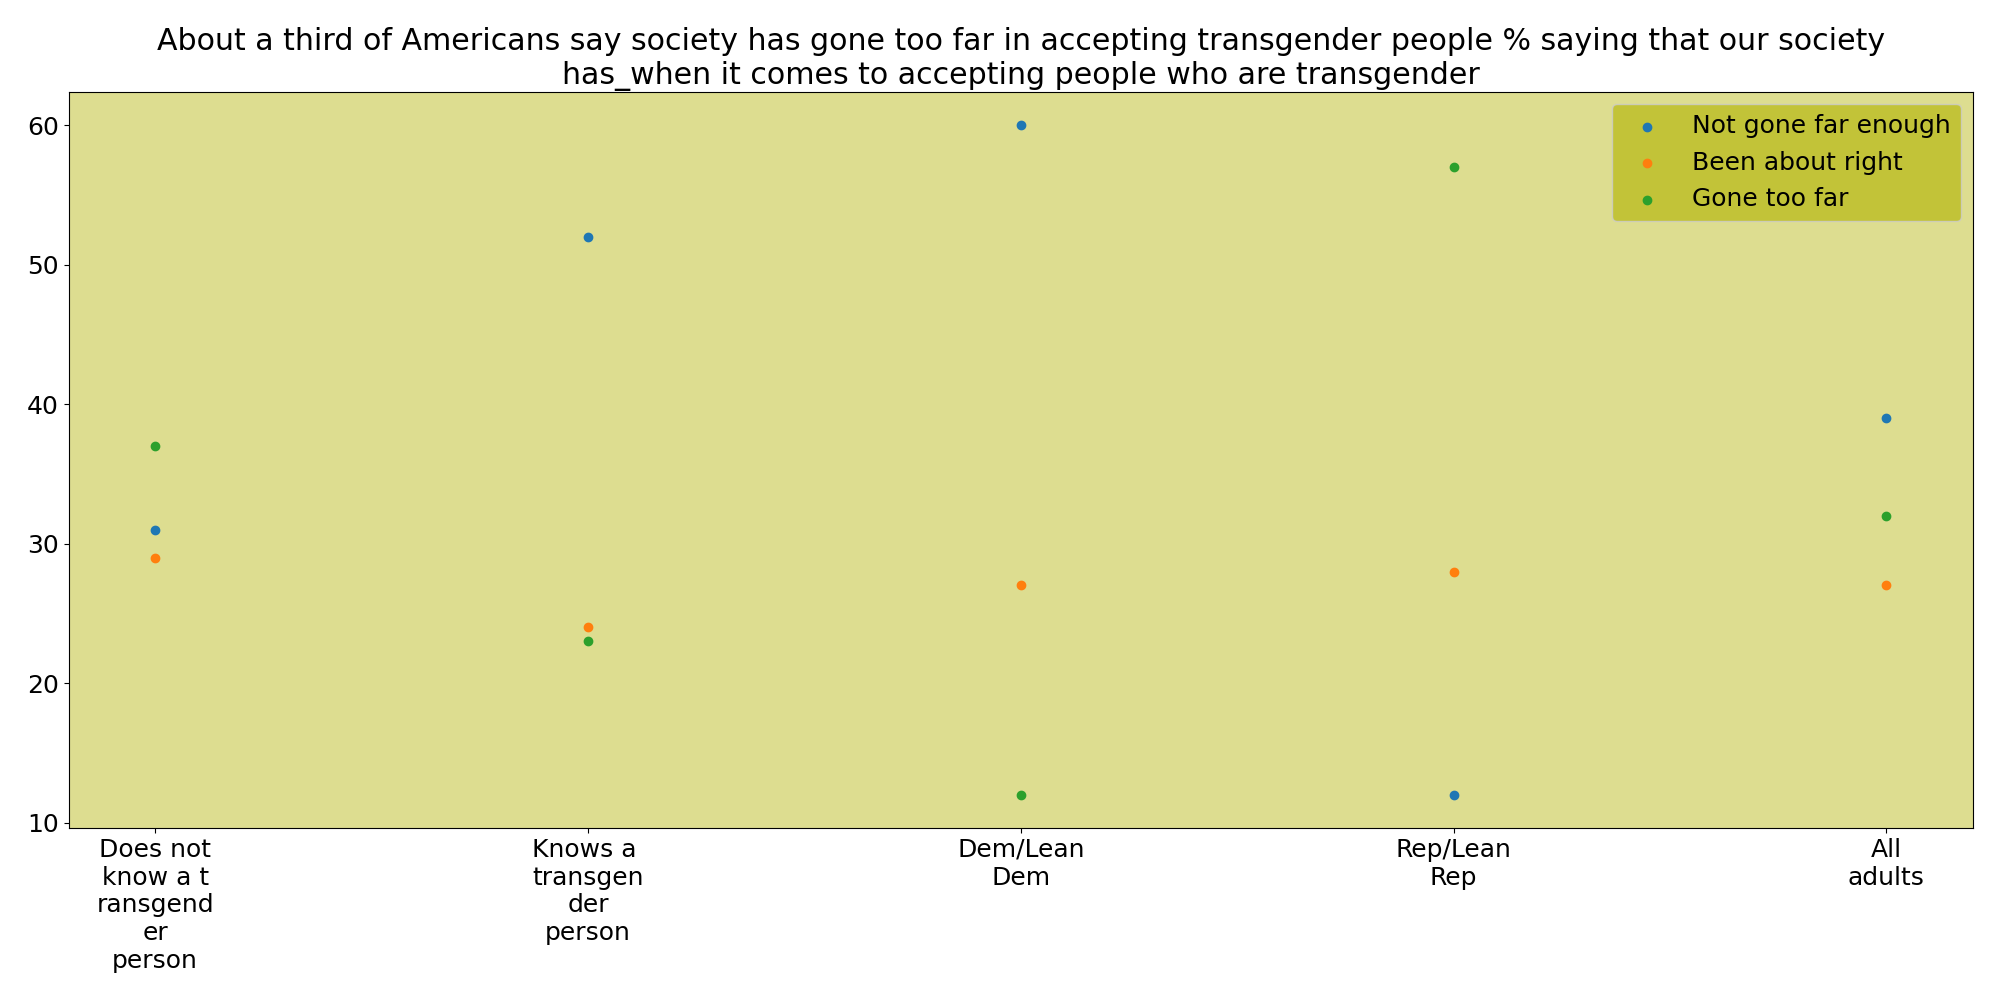 About a third of Americans say society has gone too far in accepting transgender people % saying that our society
has_when it comes to accepting people who are transgender
60
50
40
30
20
10
Not gone far enough
Been about right
Gone too far
Does not
know a t
ransgend
er
person
Knows a
transgen
der
person
Dem/Lean
Dem
Rep/Lean
Rep
All
adults